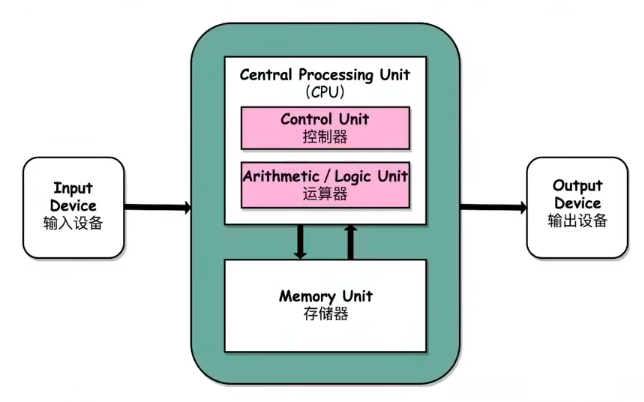 Central Processing Unit
（CPU）
Control Unit
控制器
Arithmetic / Logic Unit
运算器
Input
Device
输入设备
Output
Device
输出设备
Memory Unit
存储器